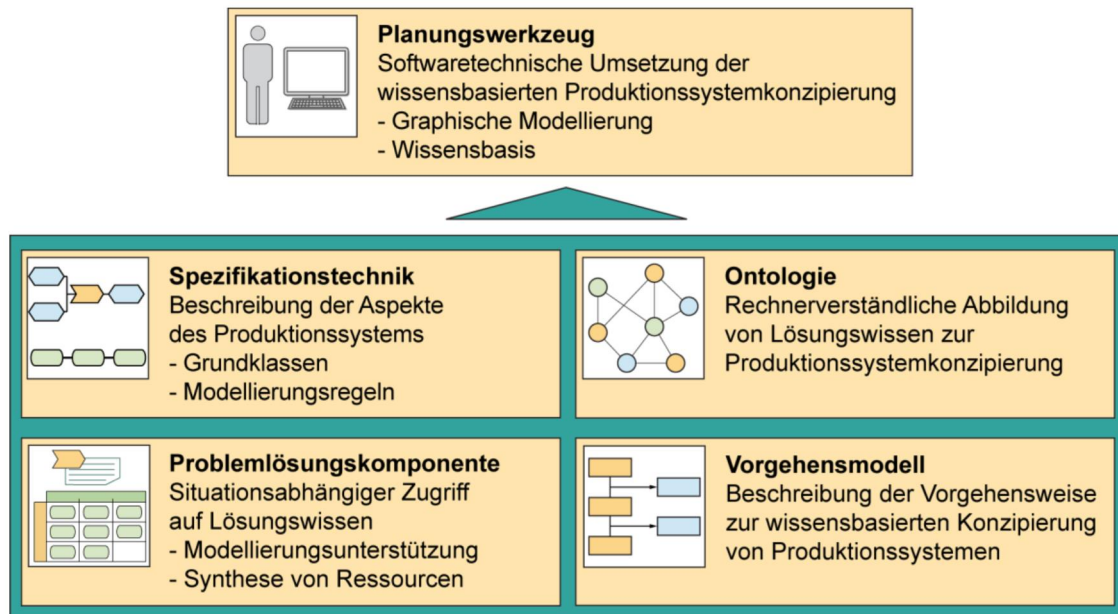 Planungswerkzeug
Softwaretechnische Umsetzung der
wissensbasierten Produktionssystemkonzipierung
- Graphische Modellierung
- Wissensbasis
Spezifikationstechnik
Beschreibung der Aspekte
des Produktionssystems
- Grundklassen
- Modellierungsregeln
Ontologie
Rechnerverständliche Abbildung
von Lösungswissen zur
Produktionssystemkonzipierung
Problemlösungskomponente
Situationsabhängiger Zugriff
auf Lösungswissen
- Modellierungsunterstützung
- Synthese von Ressourcen
Vorgehensmodell
Beschreibung der Vorgehensweise
zur wissensbasierten Konzipierung
von Produktionssystemen